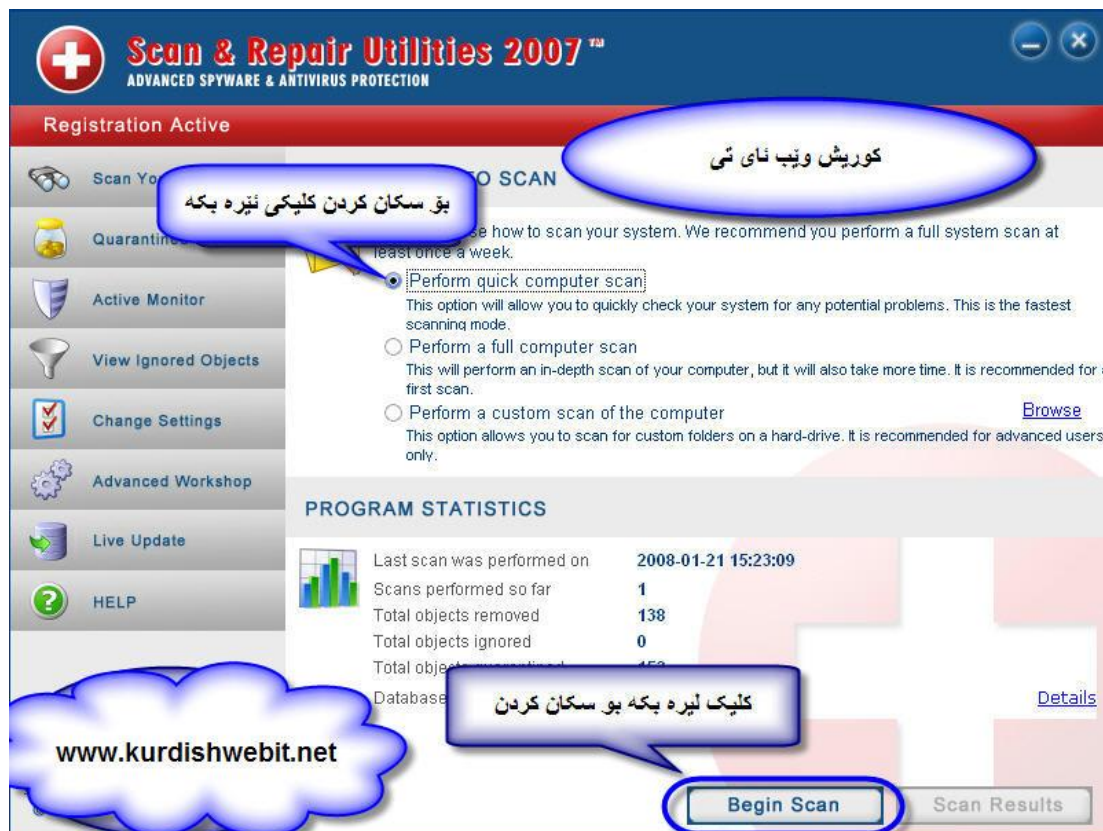 Scan & Repair Utilities 2007 ™
ADVANCED SPYWARE & ANTIVIRUS PROTECTION
Registration Active
کوریش وێب ئای تی
Scan Yo
TO SCAN
بۆ سکان کردن کلیکی ئێره بکه
Quarantine
how to scan your system. We recommend you perform a full system scan at
least once a week.
Perform quick computer scan
This option will allow you to quickly check your system for any potential problems. This is the fastest
scanning mode.
Active Monitor
Perform a full computer scan
This will perform an in-depth scan of your computer, but it will also take more time. It is recommended for a
first scan.
View Ignored Objects
Perform a custom scan of the computer
Browse
This option allows you to scan for custom folders on a hard-drive. It is recommended for advanced users
only.
Change Settings
Advanced Workshop
Live Update
HELP
PROGRAM STATISTICS
Last scan was performed on 2008-01-21 15:23:09
Scans performed so far 1
Total objects removed 138
Total objects ignored 0
Total objects quarantined
Database
Details
کلیک لیره بکه بو سکان کردن
www.kurdishwebit.net
Begin Scan
Scan Results